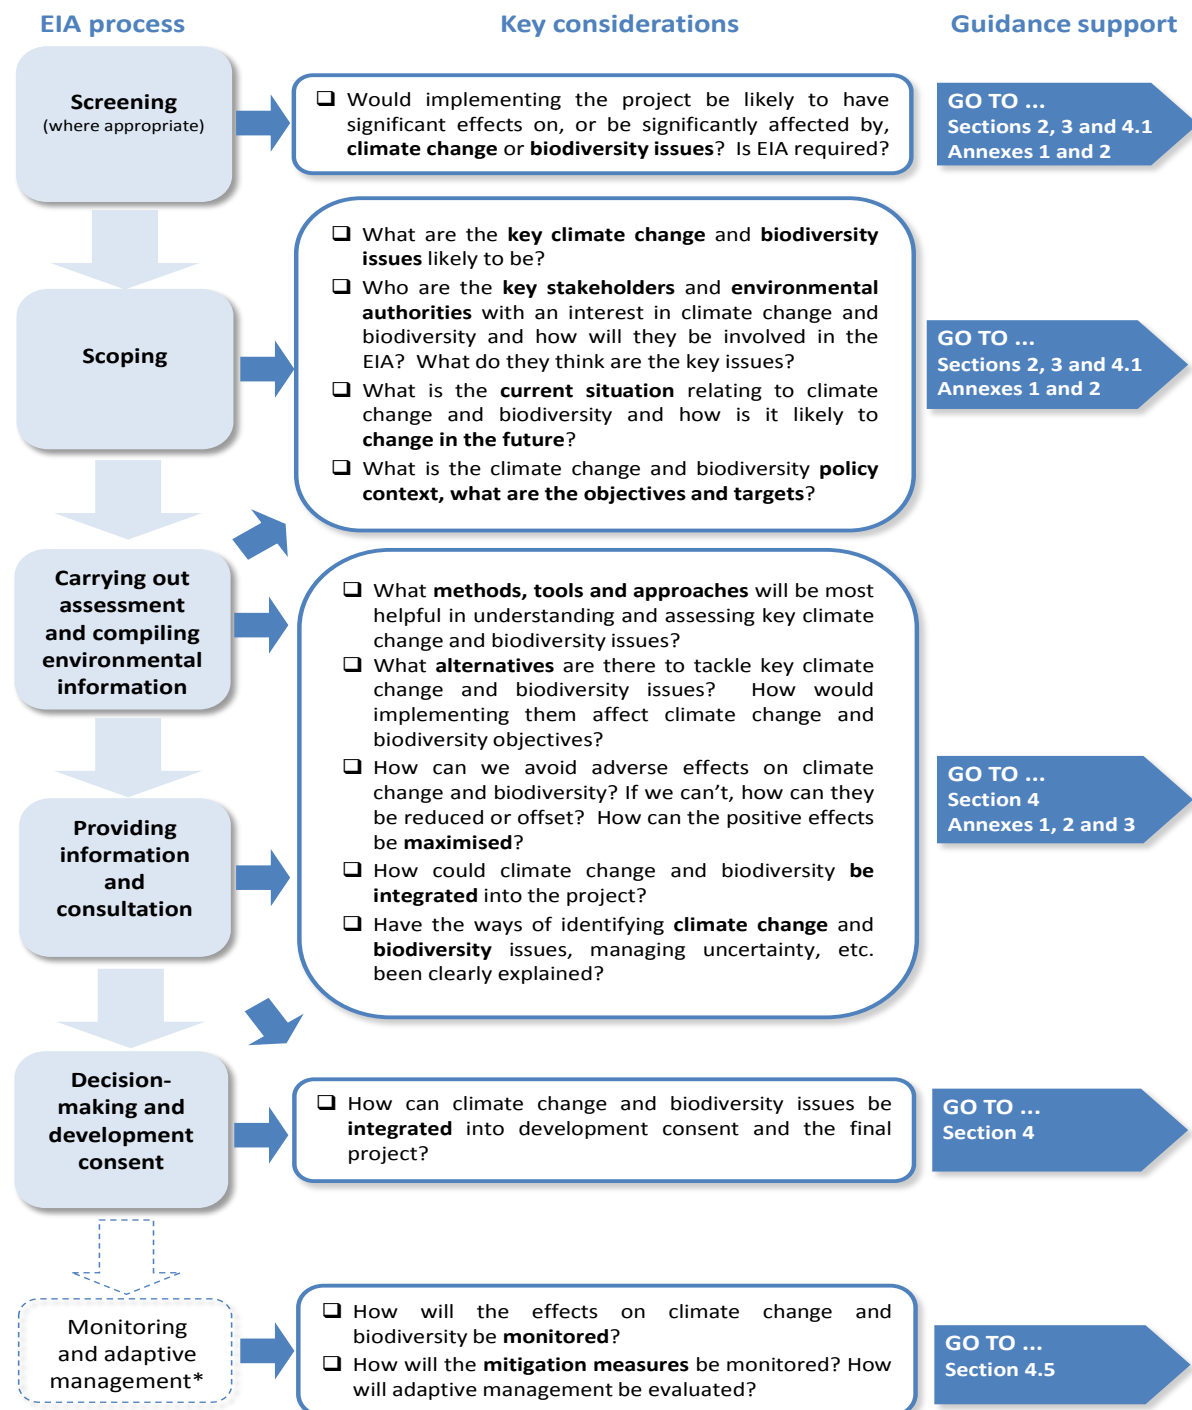 EIA process
Key considerations
Guidance support
Screening
(where appropriate)
❑ Would implementing the project be likely to have
significant effects on, or be significantly affected by,
climate change or biodiversity issues? Is EIA required?
GO TO ...
Sections 2, 3 and 4.1
Annexes 1 and 2
Scoping
❑ What are the key climate change and biodiversity
issues likely to be?
❑ Who are the key stakeholders and environmental
authorities with an interest in climate change and
biodiversity and how will they be involved in the
EIA? What do they think are the key issues?
❑ What is the current situation relating to climate
change and biodiversity and how is it likely to
change in the future?
❑ What is the climate change and biodiversity policy
context, what are the objectives and targets?
GO TO ...
Sections 2, 3 and 4.1
Annexes 1 and 2
Carrying out
assessment
and compiling
environmental
information
Providing
information
and
consultation
❑ What methods, tools and approaches will be most
helpful in understanding and assessing key climate
change and biodiversity issues?
❑ What alternatives are there to tackle key climate
change and biodiversity issues? How would
implementing them affect climate change and
biodiversity objectives?
❑ How can we avoid adverse effects on climate
change and biodiversity? If we can’t, how can they
be reduced or offset? How can the positive effects
be maximised?
❑ How could climate change and biodiversity be
integrated into the project?
❑ Have the ways of identifying climate change and
biodiversity issues, managing uncertainty, etc.
been clearly explained?
GO TO ...
Section 4
Annexes 1, 2 and 3
Decision-
making and
development
consent
❑ How can climate change and biodiversity issues be
integrated into development consent and the final
project?
GO TO ...
Section 4
Monitoring
and adaptive
management*
❑ How will the effects on climate change and
biodiversity be monitored?
❑ How will the mitigation measures be monitored? How
will adaptive management be evaluated?
GO TO ...
Section 4.5